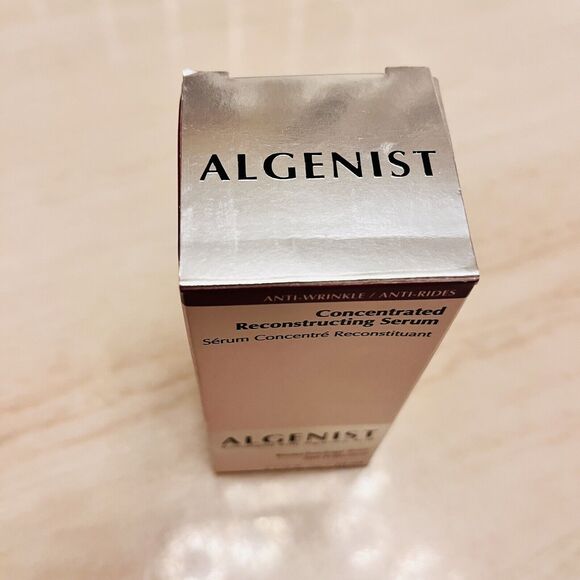 ALGENIST
ANTI-WRINKLE / ANTI-RIDES
Concentrated
Reconstructing Serum
Sérum Concentré Reconstituant
ALGENIST